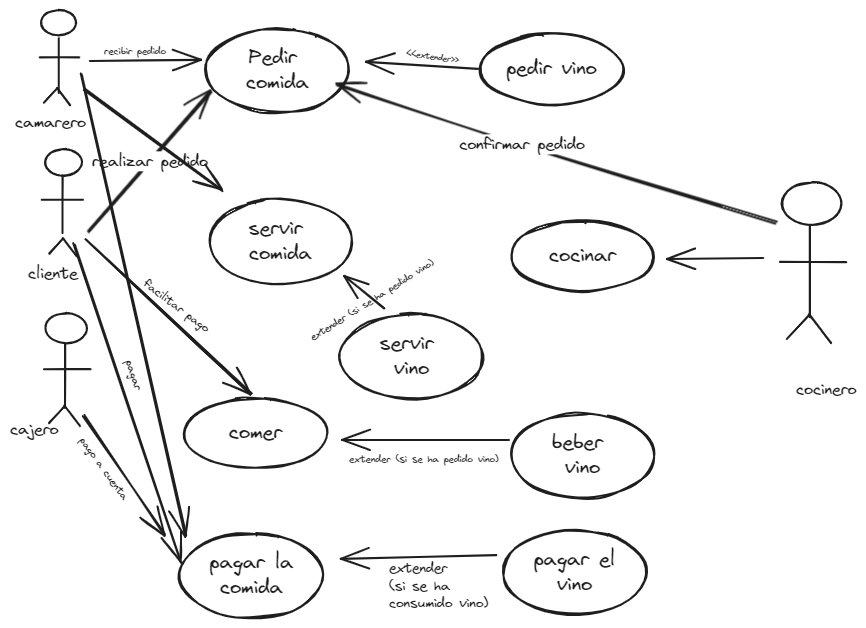 recibir pedido
Pedir
comida
<<extender>>
pedir vino
camarero
realizar pedido
confirmar pedido
servir
comida
cocinar
cliente
facilitar pago
extender (si se ha pedido vino)
servir
vino
pagar
cocinero
cajero
pago a cuenta
comer
extender (si se ha pedido vino)
beber
vino
pagar la
comida
extender
(si se ha
consumido vino)
pagar el
vino